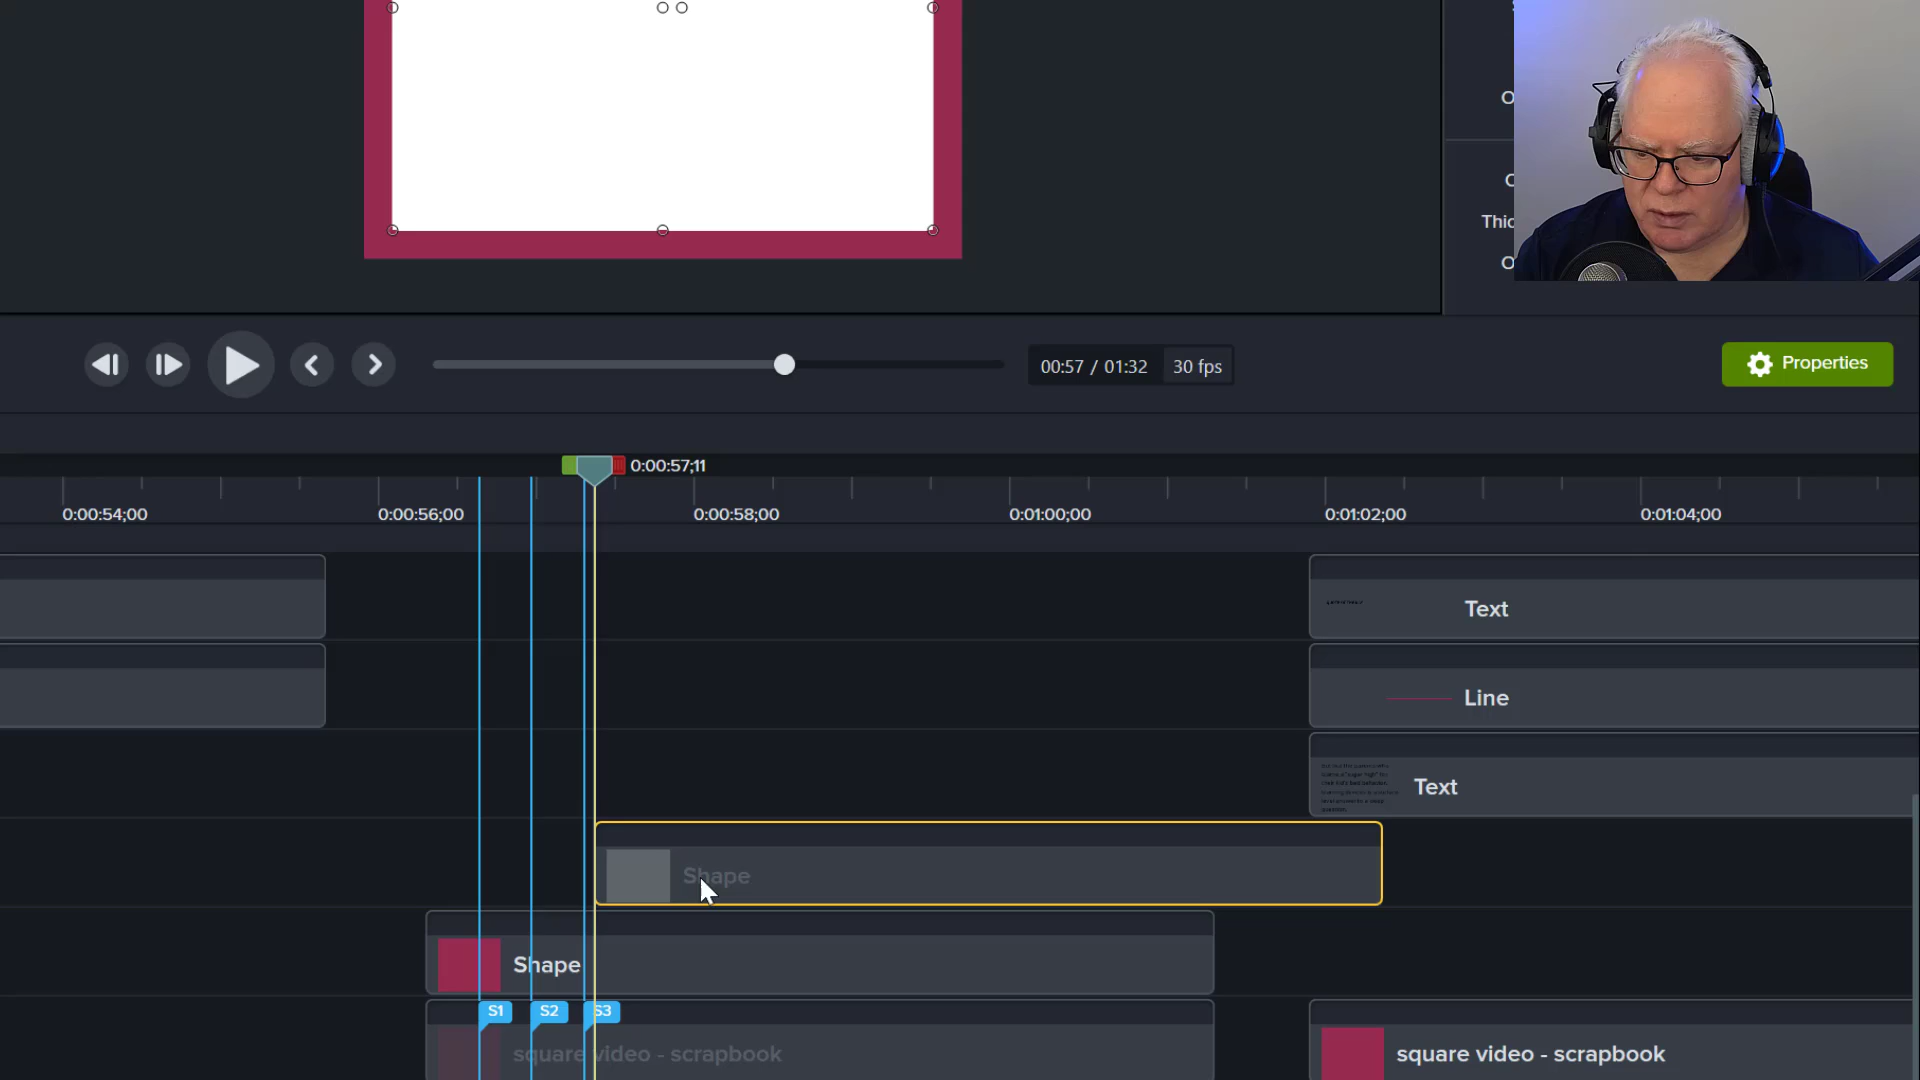 Thic
00:57 / 01:32 30 fps
Properties
0:00:57;11
0:00:54;00 0:00:56;00 0:00:58;00 0:01:00;00 0:01:02;00 0:01:04;00
Text
Line
Text
Shape
Shape
S1 S2 S3
square video - scrapbook
square video - scrapbook